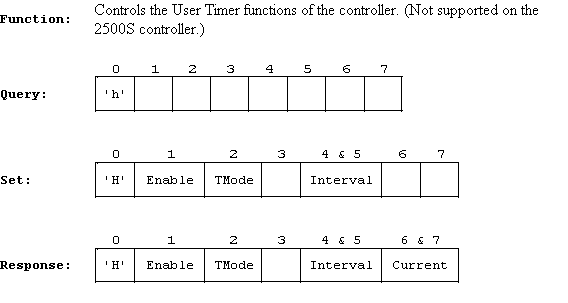 Function: Controls the User Timer functions of the controller. (Not supported on the
2500S controller.)
0 1 2 3 4 5 6 7
Query: 'h'
0 1 2 3 4 & 5 6 7
Set: 'H' Enable TMode Interval
0 1 2 3 4 & 5 6 & 7
Response: 'H' Enable TMode Interval Current